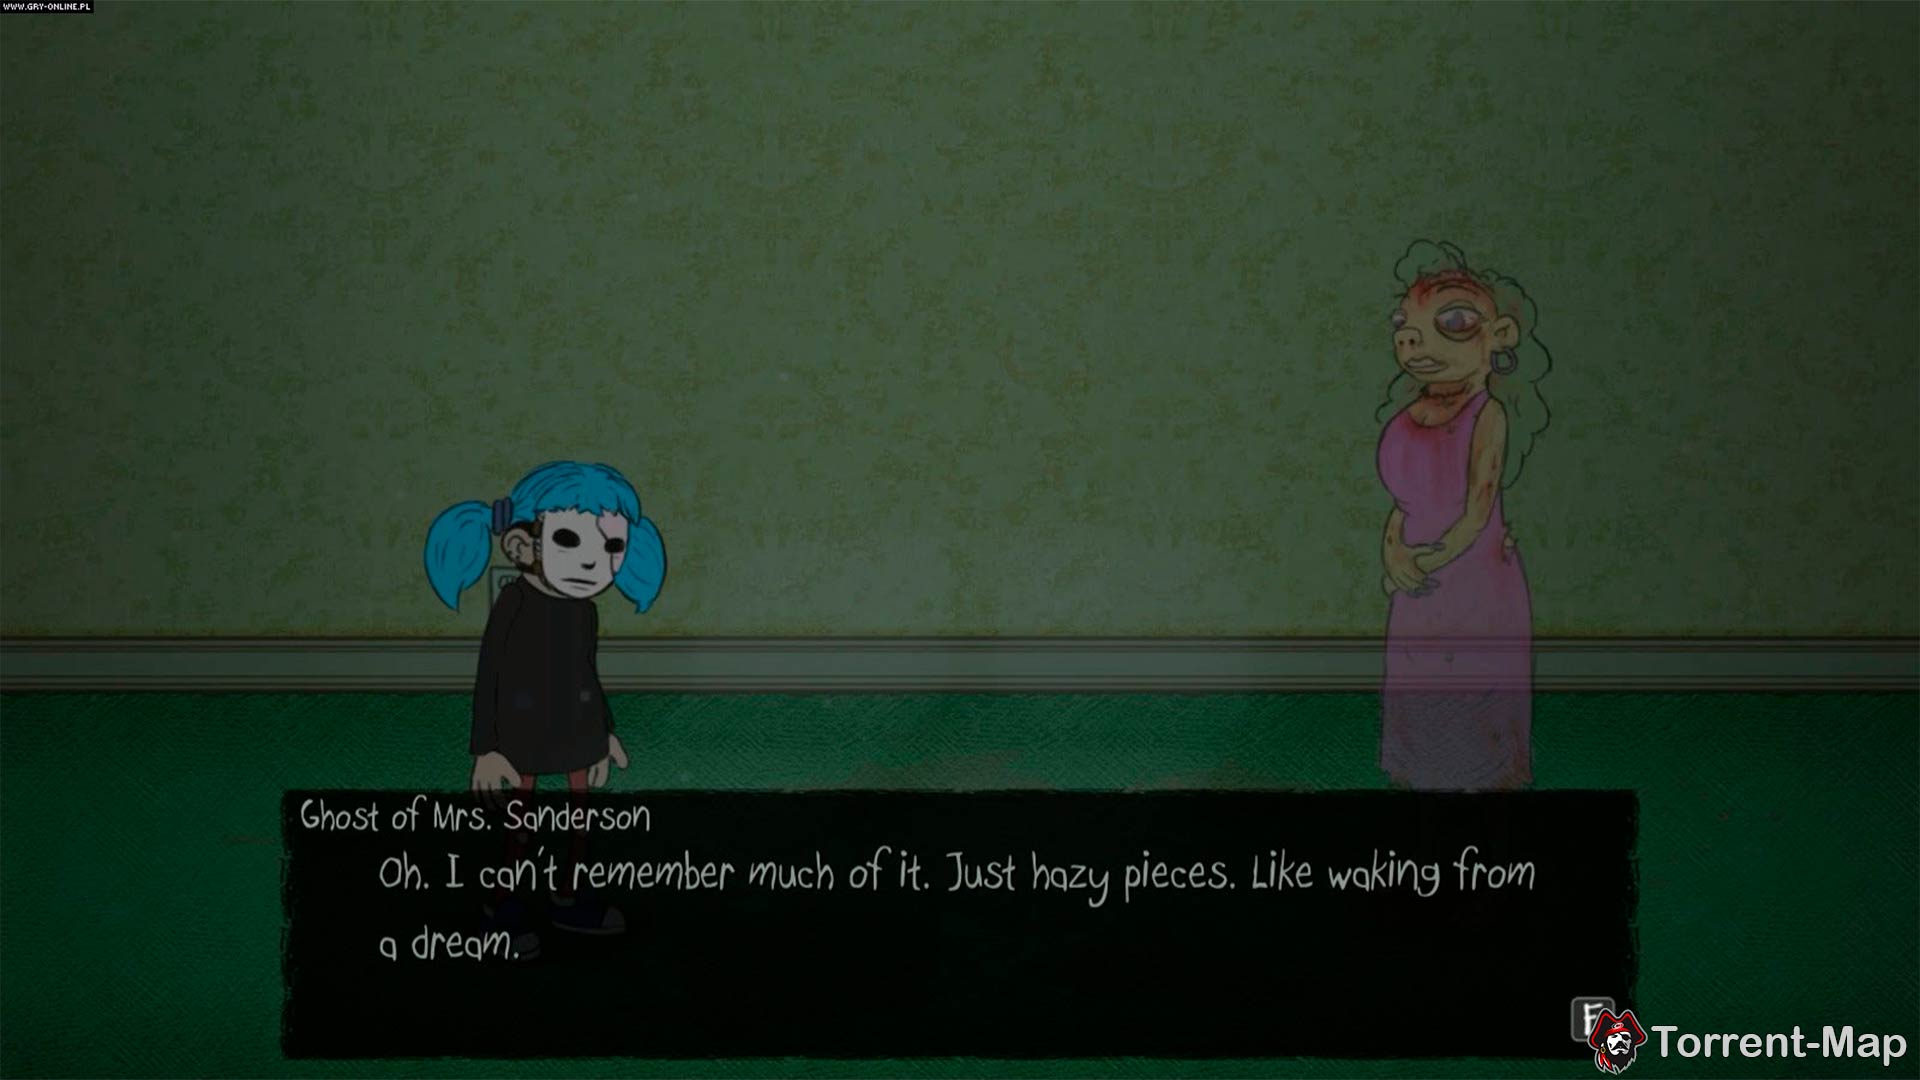 WWW.GRY-ONLINE.PL
Ghost of Mrs. Sanderson
Oh. I can't remember much of it. Just hazy pieces. Like waking from
a dream.
F
Torrent-Map